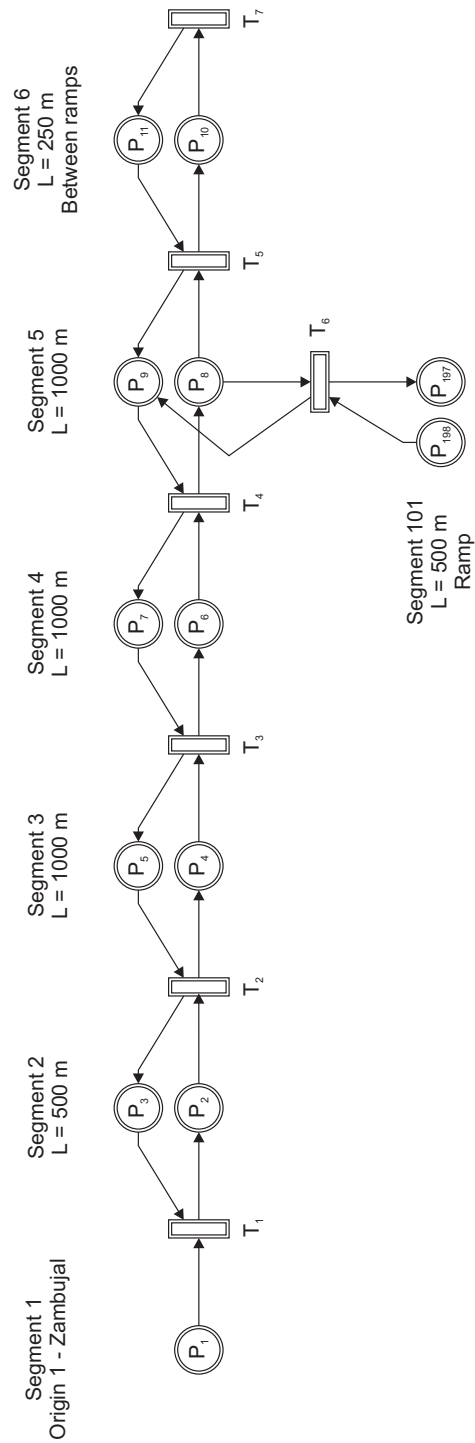 Segment 1
Origin 1 - Zambujal
Segment 2
L = 500 m
Segment 3
L = 1000 m
Segment 4
L = 1000 m
Segment 5
L = 1000 m
Segment 6
L = 250 m
Between ramps
P₃
P₅
P₇
P₉
P₁₁
P₁
P₂
P₄
P₆
P₈
P₁₀
T₁
T₂
T₃
T₄
T₅
T₇
T₆
Segment 101
L = 500 m
Ramp
P₁₉₈
P₁₉₇